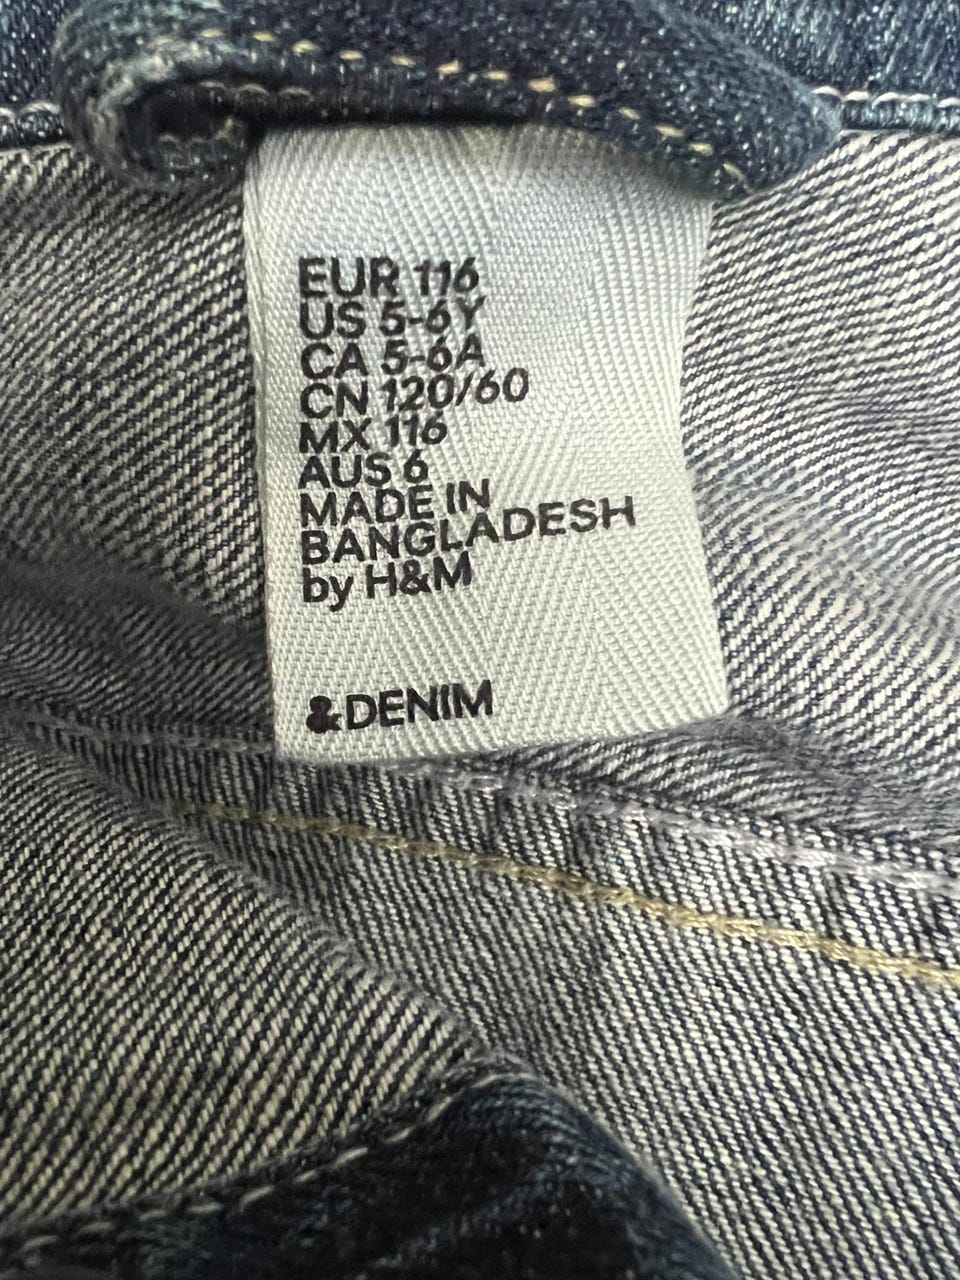 EUR 116
US 5-6Y
CA 5-6A
CN 120/60
MX 116
AUS 6
MADE IN
BANGLADESH
by H&M
&DENIM